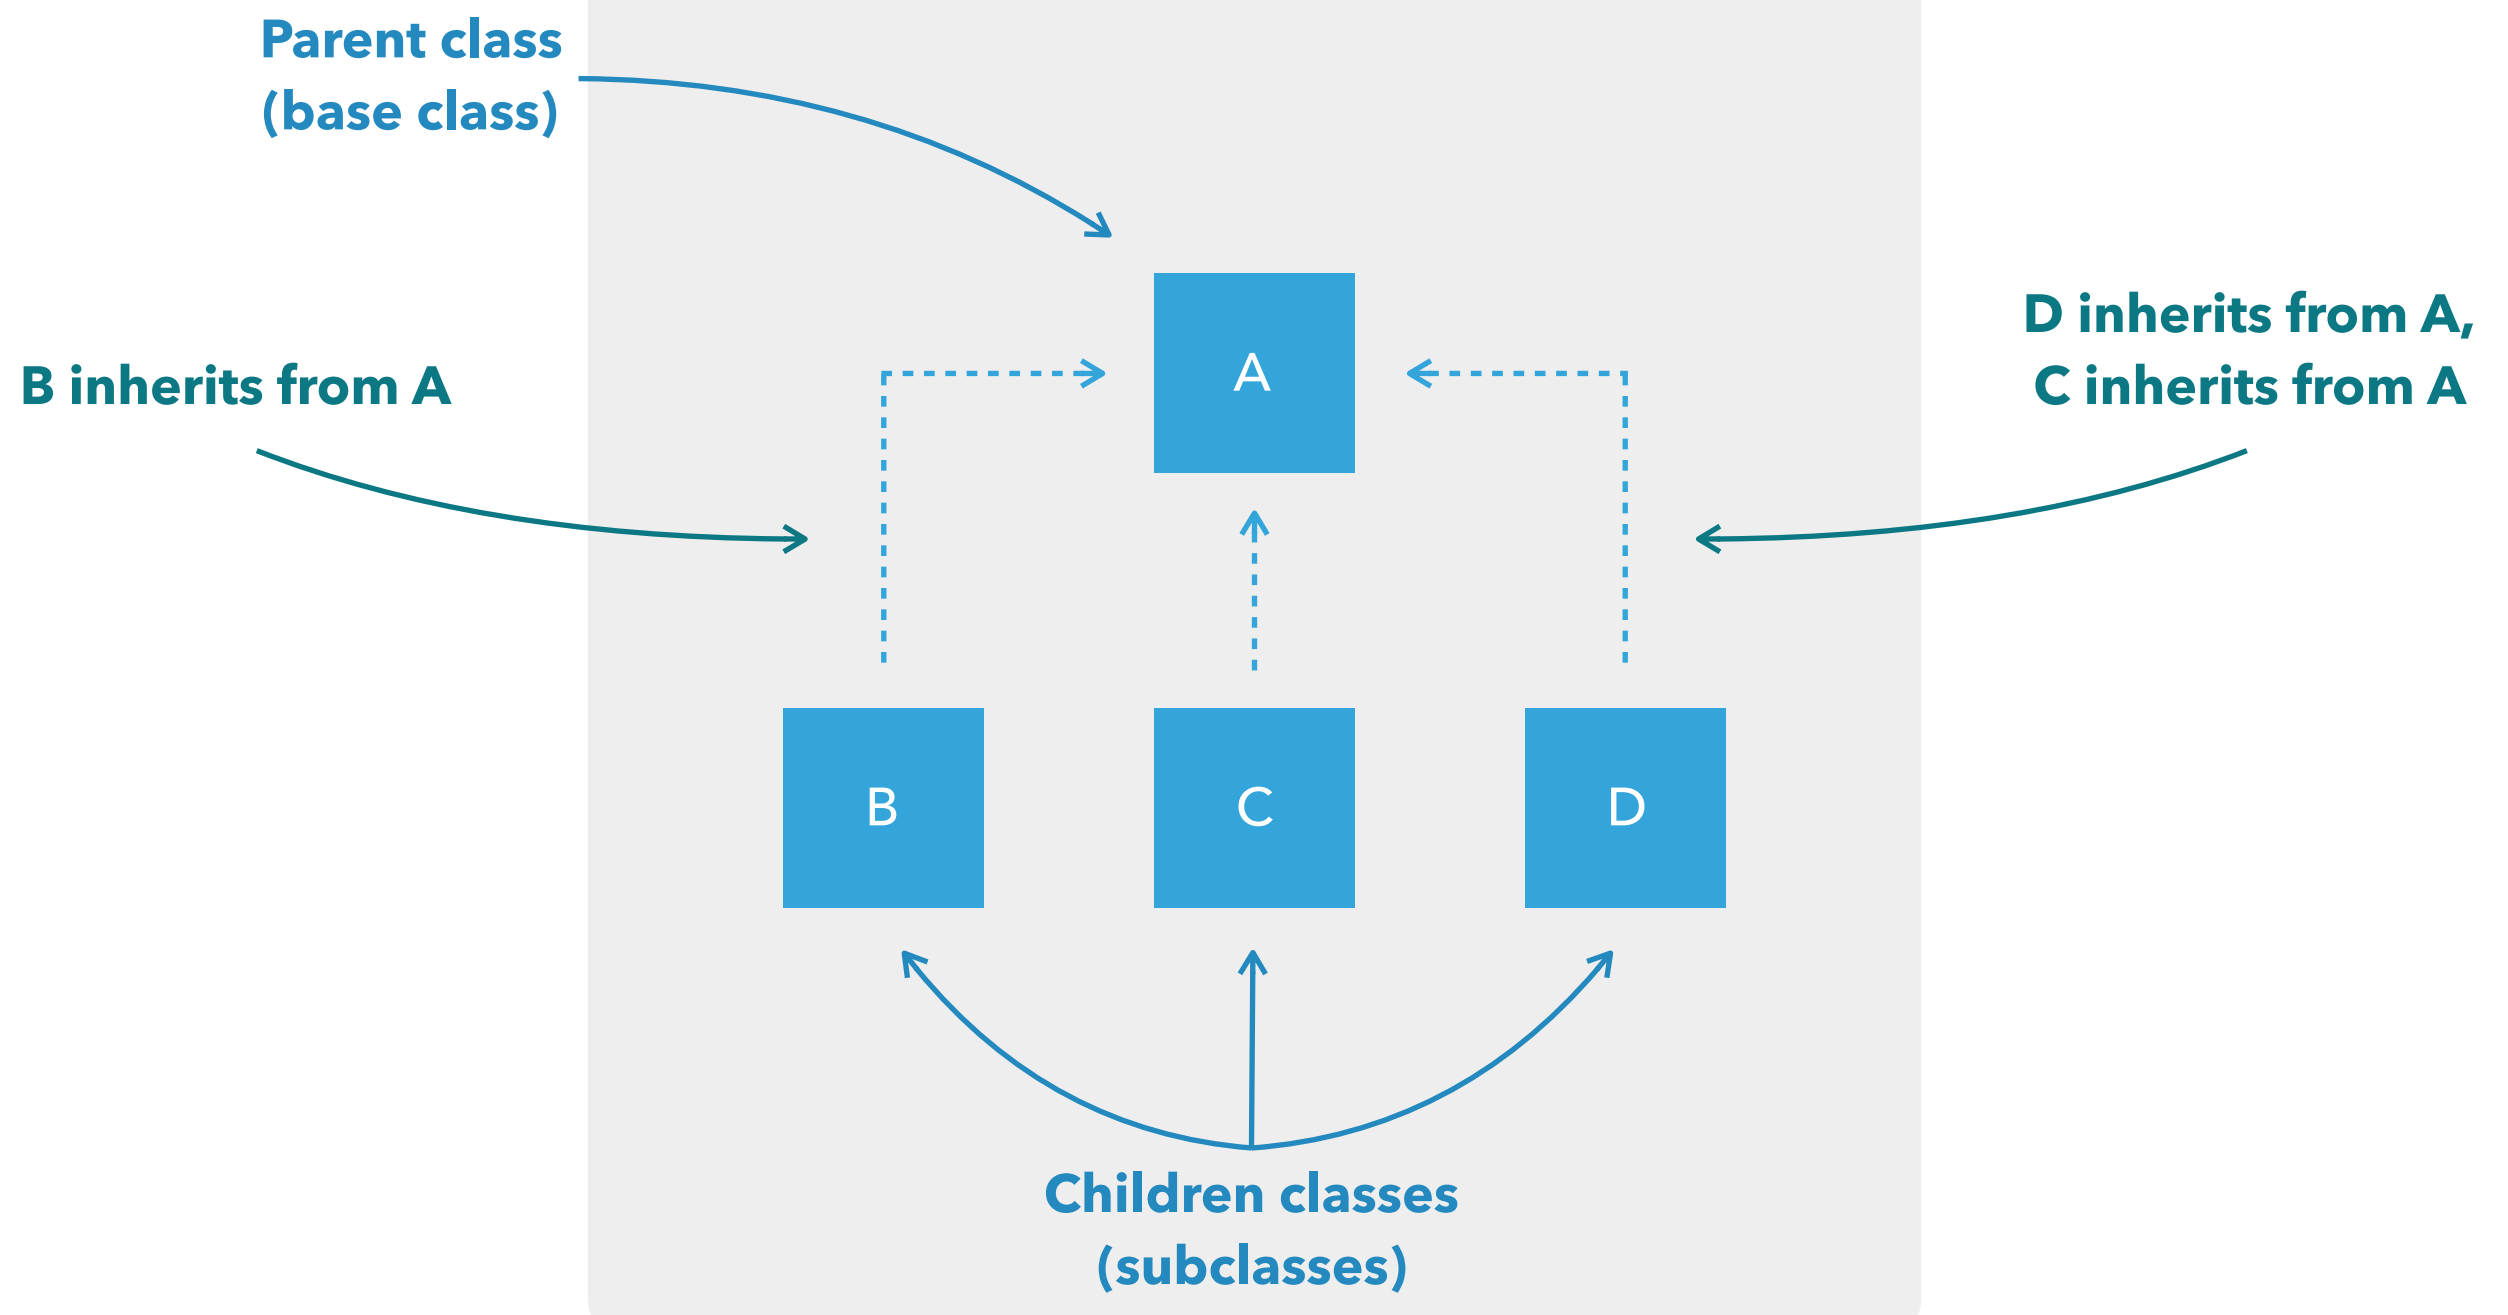 Parent class
(base class)
D inherits from A,
C inherits from A
B inherits from A
A
B
C
D
Children classes
(subclasses)